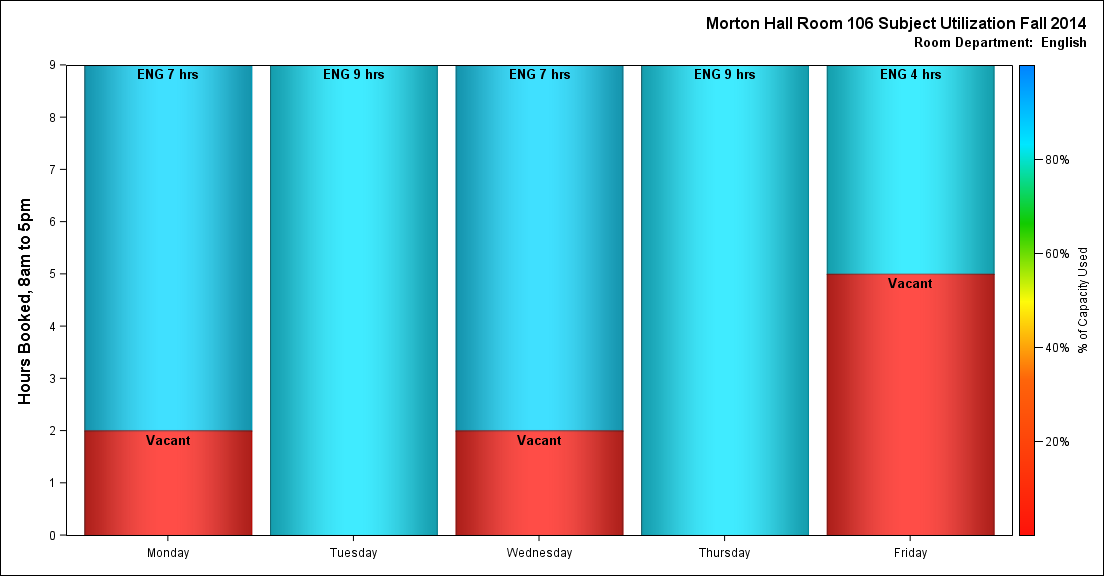 Morton Hall Room 106 Subject Utilization Fall 2014
Room Department: English
Hours Booked, 8am to 5pm
9
8
7
6
5
4
3
2
1
0
ENG 7 hrs
ENG 9 hrs
ENG 7 hrs
ENG 9 hrs
ENG 4 hrs
Vacant
Vacant
Vacant
Monday
Tuesday
Wednesday
Thursday
Friday
80%
60%
40%
20%
% of Capacity Used